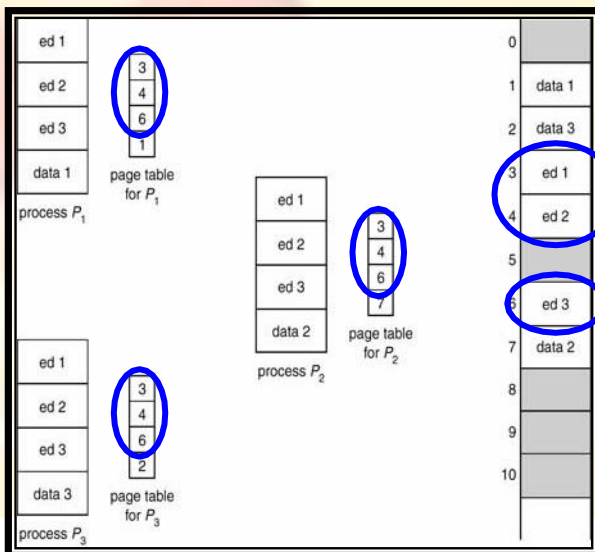 ed 1
ed 2
ed 3
data 1
process P1
3
4
6
1
page table
for P1
ed 1
ed 2
ed 3
data 2
process P2
3
4
6
7
page table
for P2
ed 1
ed 2
ed 3
data 3
process P3
3
4
6
2
page table
for P3
0
1 data 1
2 data 3
3 ed 1
4 ed 2
5
6 ed 3
7 data 2
8
9
10